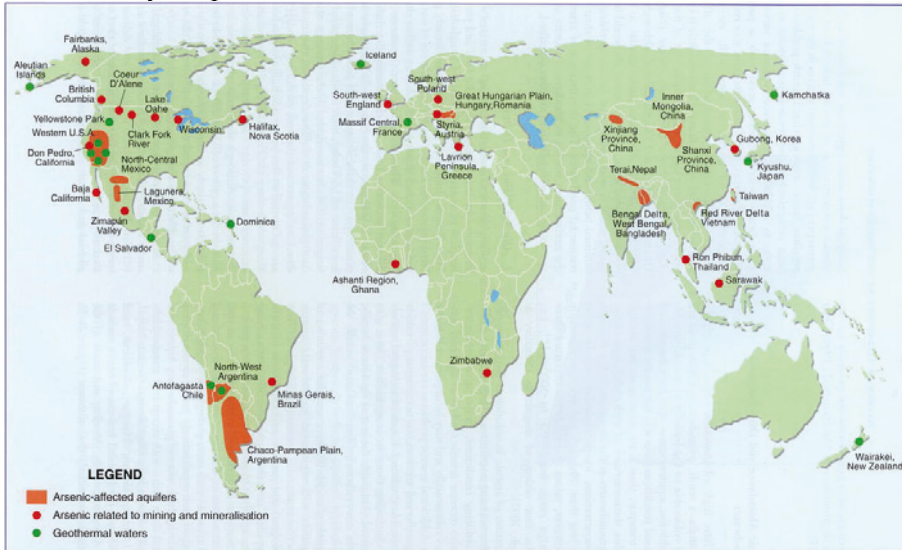 Fairbanks,
Alaska
Aleutian
Islands
Coeur
D'Alene
British
Columbia
Lake
Oahe
Yellowstone Park
Wisconsin,
Western U.S.A.
Clark Fork
River
Halifax,
Nova Scotia
Don Pedro,
California
North-Central
Mexico
Baja
California
Lagunera,
Mexico
Zimapán
Valley
El Salvador
Dominica
Iceland
South-west
England
South-west
Poland
Great Hungarian Plain,
Hungary,Romania
Massif Central,
France
Styria,
Austria
Lavrion
Peninsula,
Greece
Inner
Mongolia,
China
Kamchatka
Xinjiang
Province,
China
Shanxi
Province,
China
Gubong, Korea
Kyushu,
Japan
Terai,Nepal
Taiwan
Bengal Delta,
West Bengal,
Bangladesh
Red River Delta
Vietnam
Ron Phibun,
Thailand
Sarawak
Ashanti Region,
Ghana
Zimbabwe
North-West
Argentina
Antofagasta
Chile
Minas Gerais,
Brazil
Chaco-Pampean Plain,
Argentina
Wairakei,
New Zealand
LEGEND
Arsenic-affected aquifers
Arsenic related to mining and mineralisation
Geothermal waters